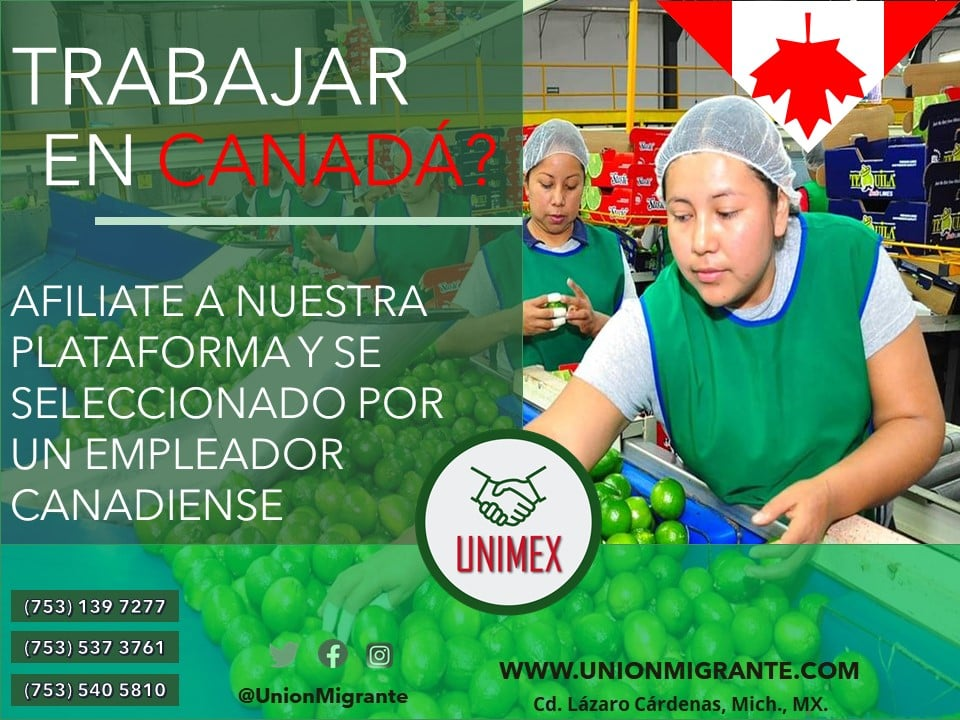 TRABAJAR
EN CANADÁ?
AFILIATE A NUESTRA
PLATAFORMA Y SE
SELECCIONADO POR
UN EMPLEADOR
CANADIENSE
TEQUILA
UNIMEX
(753) 139 7277
(753) 537 3761
(753) 540 5810
@UnionMigrante
WWW.UNIONMIGRANTE.COM
Cd. Lázaro Cárdenas, Mich., MX.